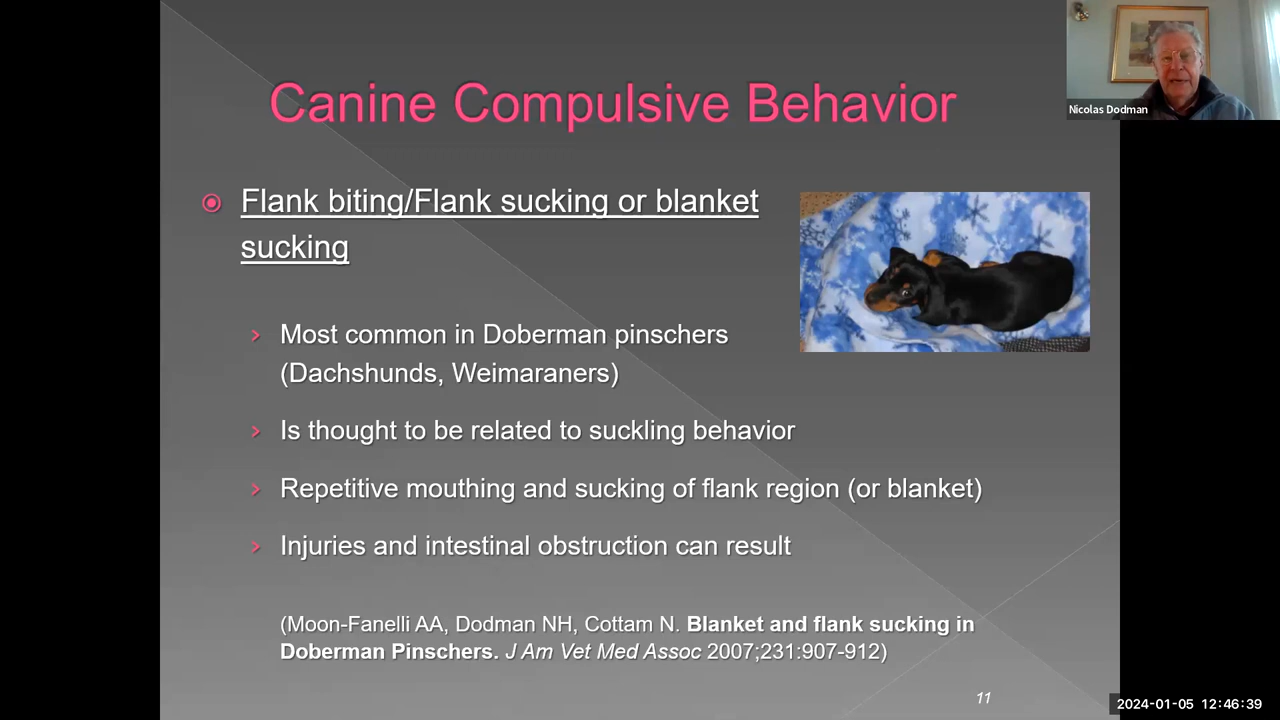 Canine Compulsive Behavior
Nicolas Dodman
Flank biting/Flank sucking or blanket
sucking
Most common in Doberman pinschers
(Dachshunds, Weimaraners)
Is thought to be related to suckling behavior
Repetitive mouthing and sucking of flank region (or blanket)
Injuries and intestinal obstruction can result
(Moon-Fanelli AA, Dodman NH, Cottam N. Blanket and flank sucking in
Doberman Pinschers. J Am Vet Med Assoc 2007;231:907-912)
11
2024-01-05 12:46:39